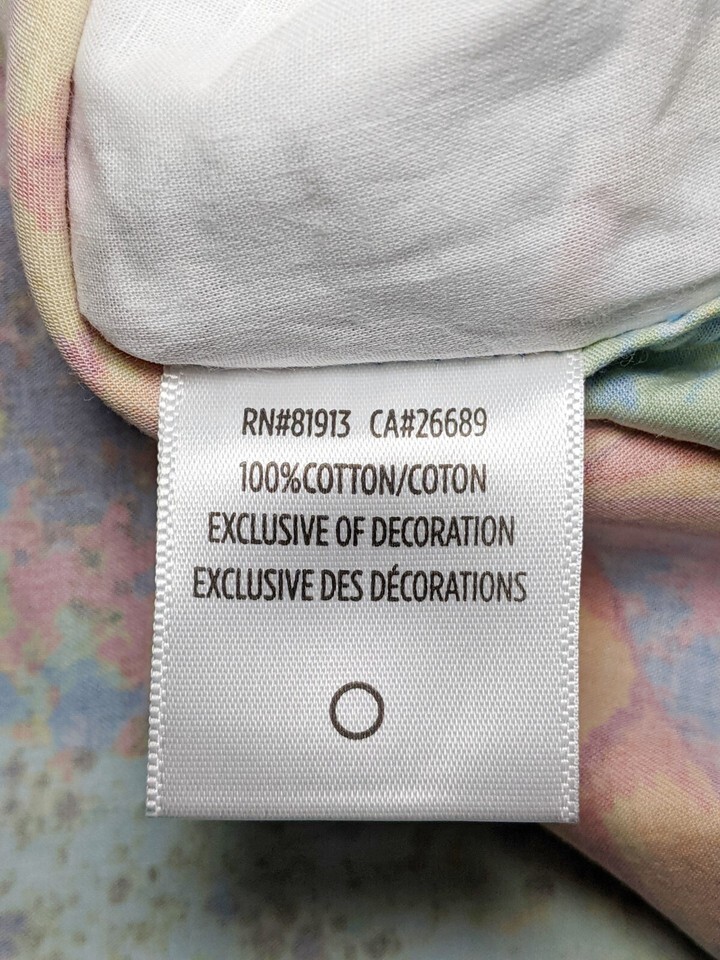 RN#81913 CA#26689
100%COTTON/COTON
EXCLUSIVE OF DECORATION
EXCLUSIVE DES DÉCORATIONS